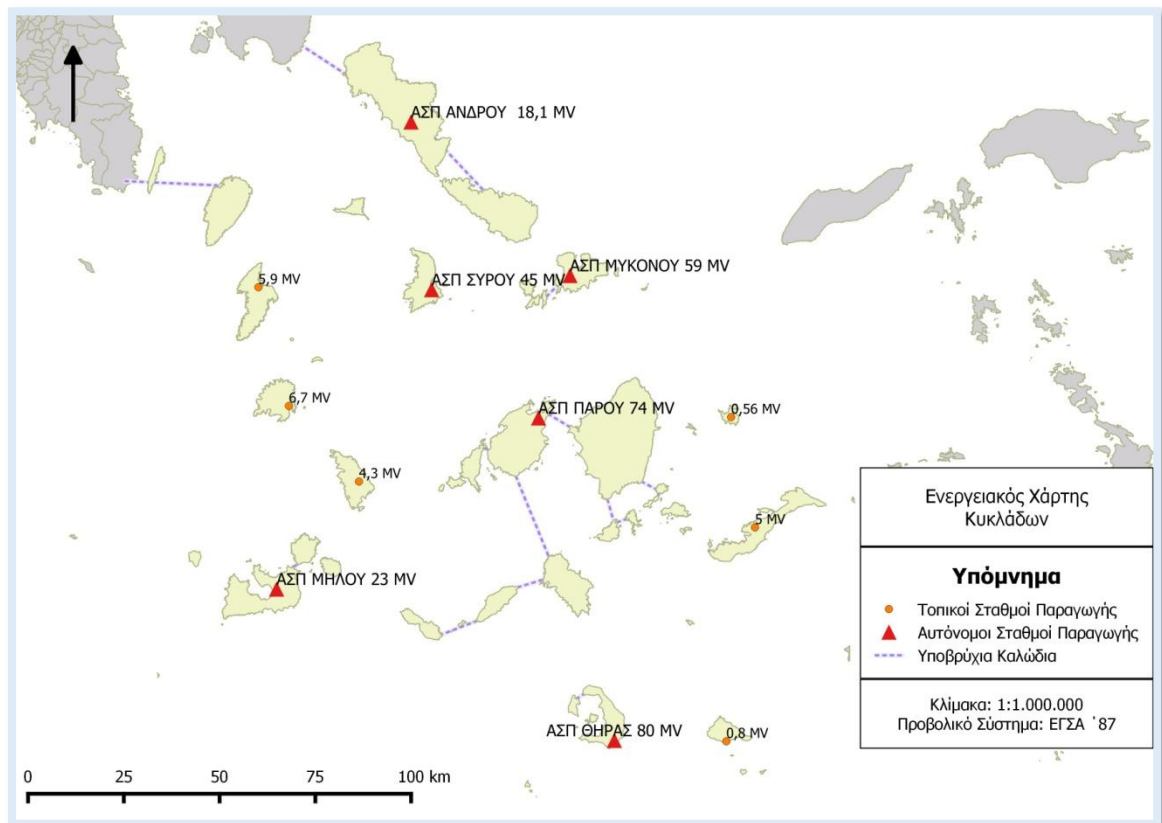 ΑΣΠ ΑΝΔΡΟΥ 18,1 MV
ΑΣΠ ΜΥΚΟΝΟΥ 59 MV
5,9 MV
ΑΣΠ ΣΥΡΟΥ 45 MV
6,7 MV
ΑΣΠ ΠΑΡΟΥ 74 MV
0,56 MV
4,3 MV
5 MV
ΑΣΠ ΜΗΛΟΥ 23 MV
ΑΣΠ ΘΗΡΑΣ 80 MV
0,8 MV
Ενεργειακός Χάρτης
Κυκλάδων
Υπόμνημα
Τοπικοί Σταθμοί Παραγωγής
Αυτόνομοι Σταθμοί Παραγωγής
Υποβρύχια Καλώδια
Κλίμακα: 1:1.000.000
Προβολικό Σύστημα: ΕΓΣΑ ΄87
0 25 50 75 100 km